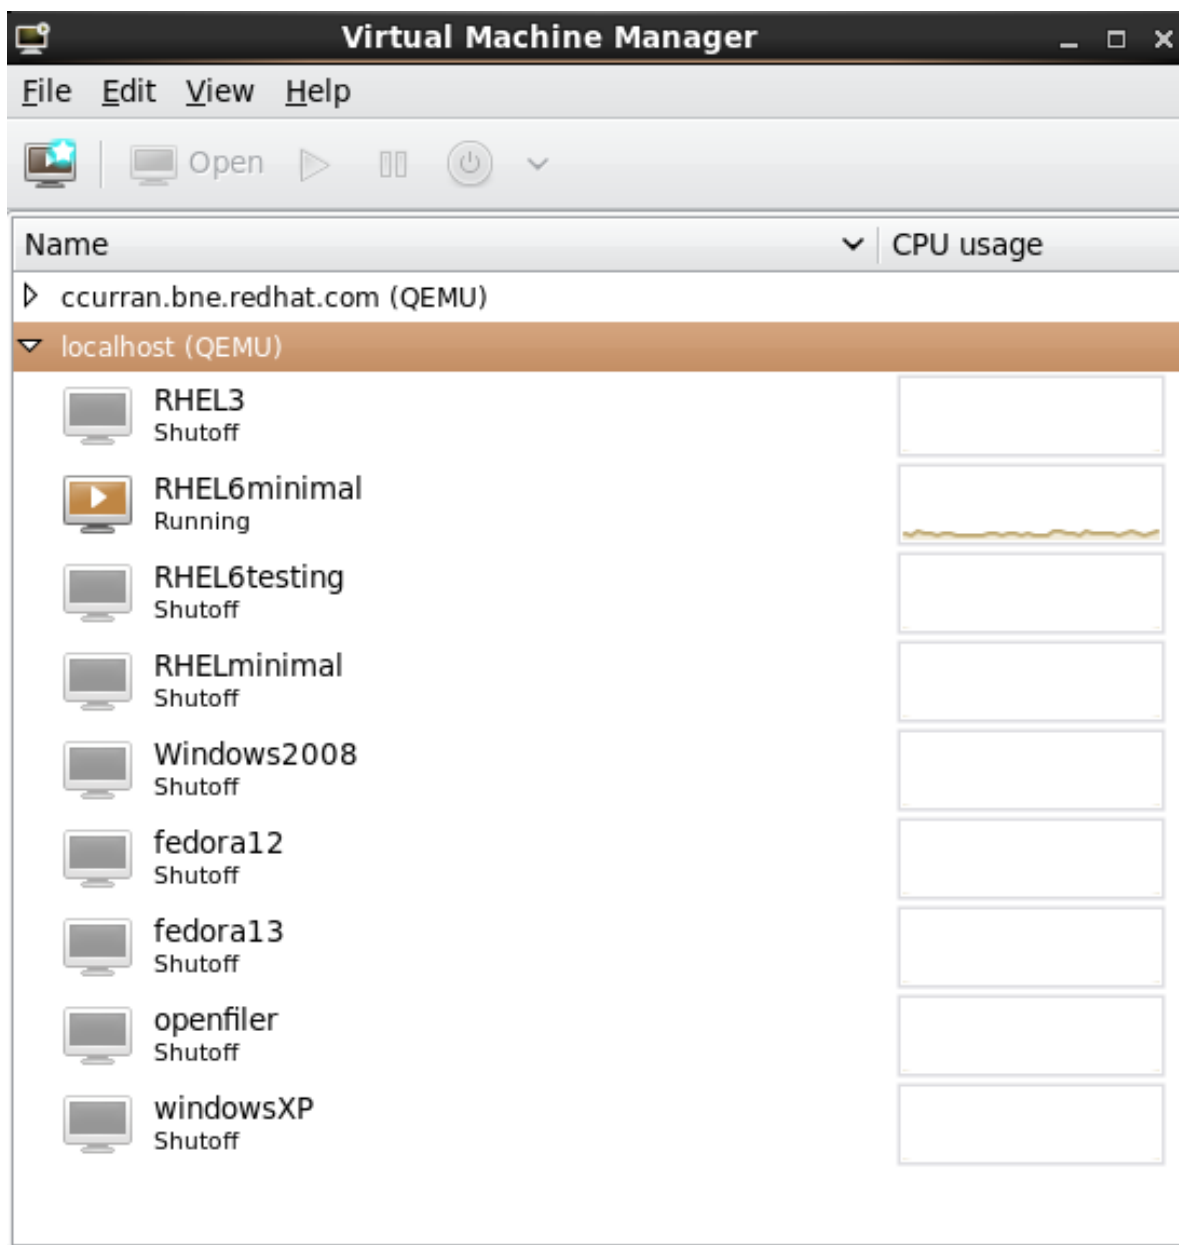 Virtual Machine Manager
File Edit View Help
Open
Name CPU usage
ccurran.bne.redhat.com (QEMU)
localhost (QEMU)
RHEL3
Shutoff
RHEL6minimal
Running
RHEL6testing
Shutoff
RHELminimal
Shutoff
Windows2008
Shutoff
fedora12
Shutoff
fedora13
Shutoff
openfiler
Shutoff
windowsXP
Shutoff